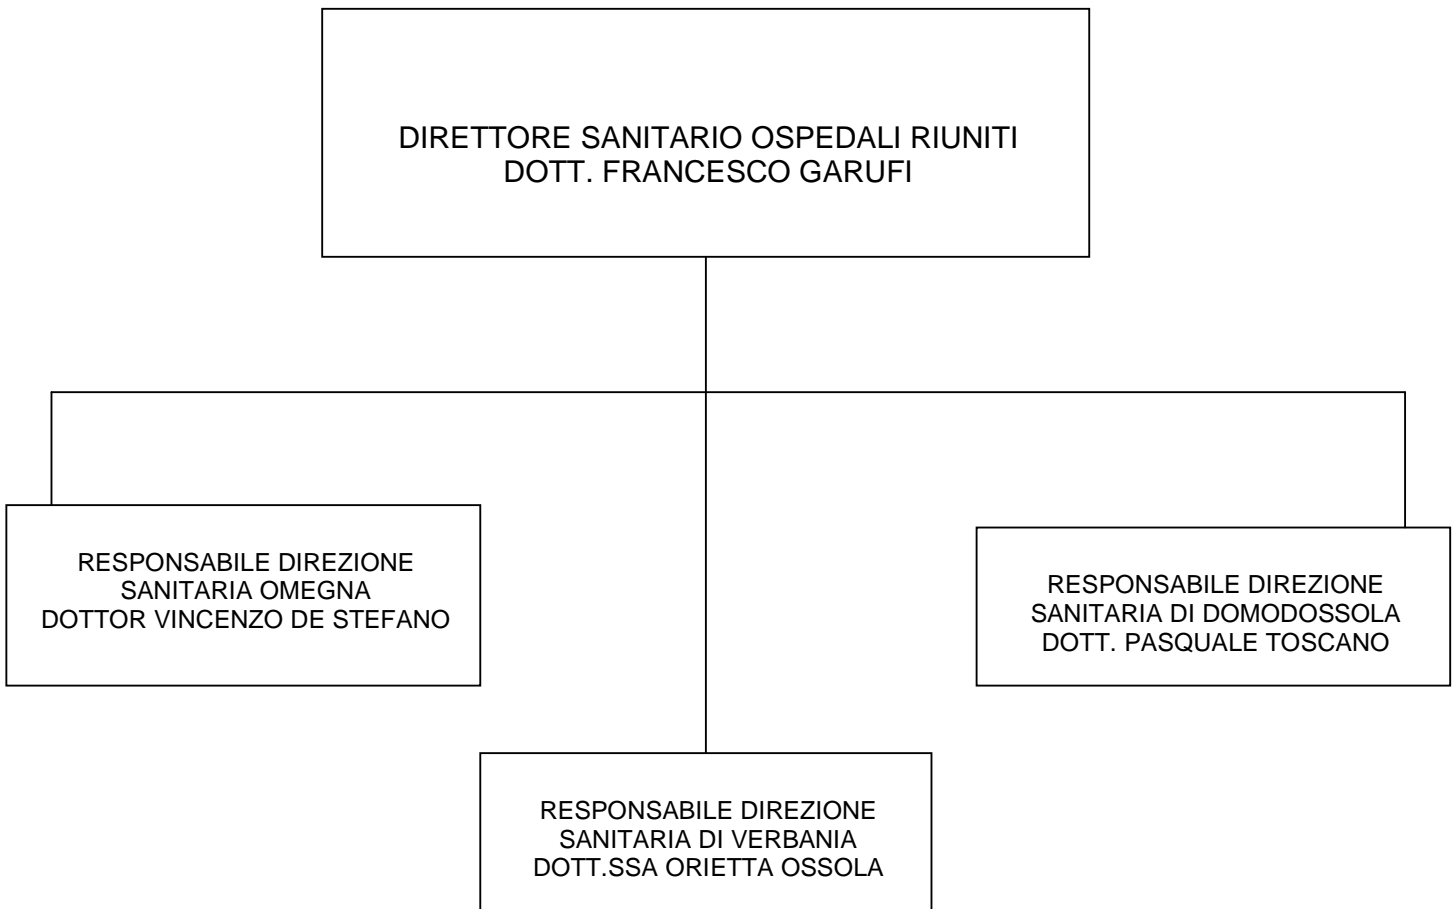 DIRETTORE SANITARIO OSPEDALI RIUNITI
DOTT. FRANCESCO GARUFI
RESPONSABILE DIREZIONE
SANITARIA OMEGNA
DOTTOR VINCENZO DE STEFANO
RESPONSABILE DIREZIONE
SANITARIA DI DOMODOSSOLA
DOTT. PASQUALE TOSCANO
RESPONSABILE DIREZIONE
SANITARIA DI VERBANIA
DOTT.SSA ORIETTA OSSOLA